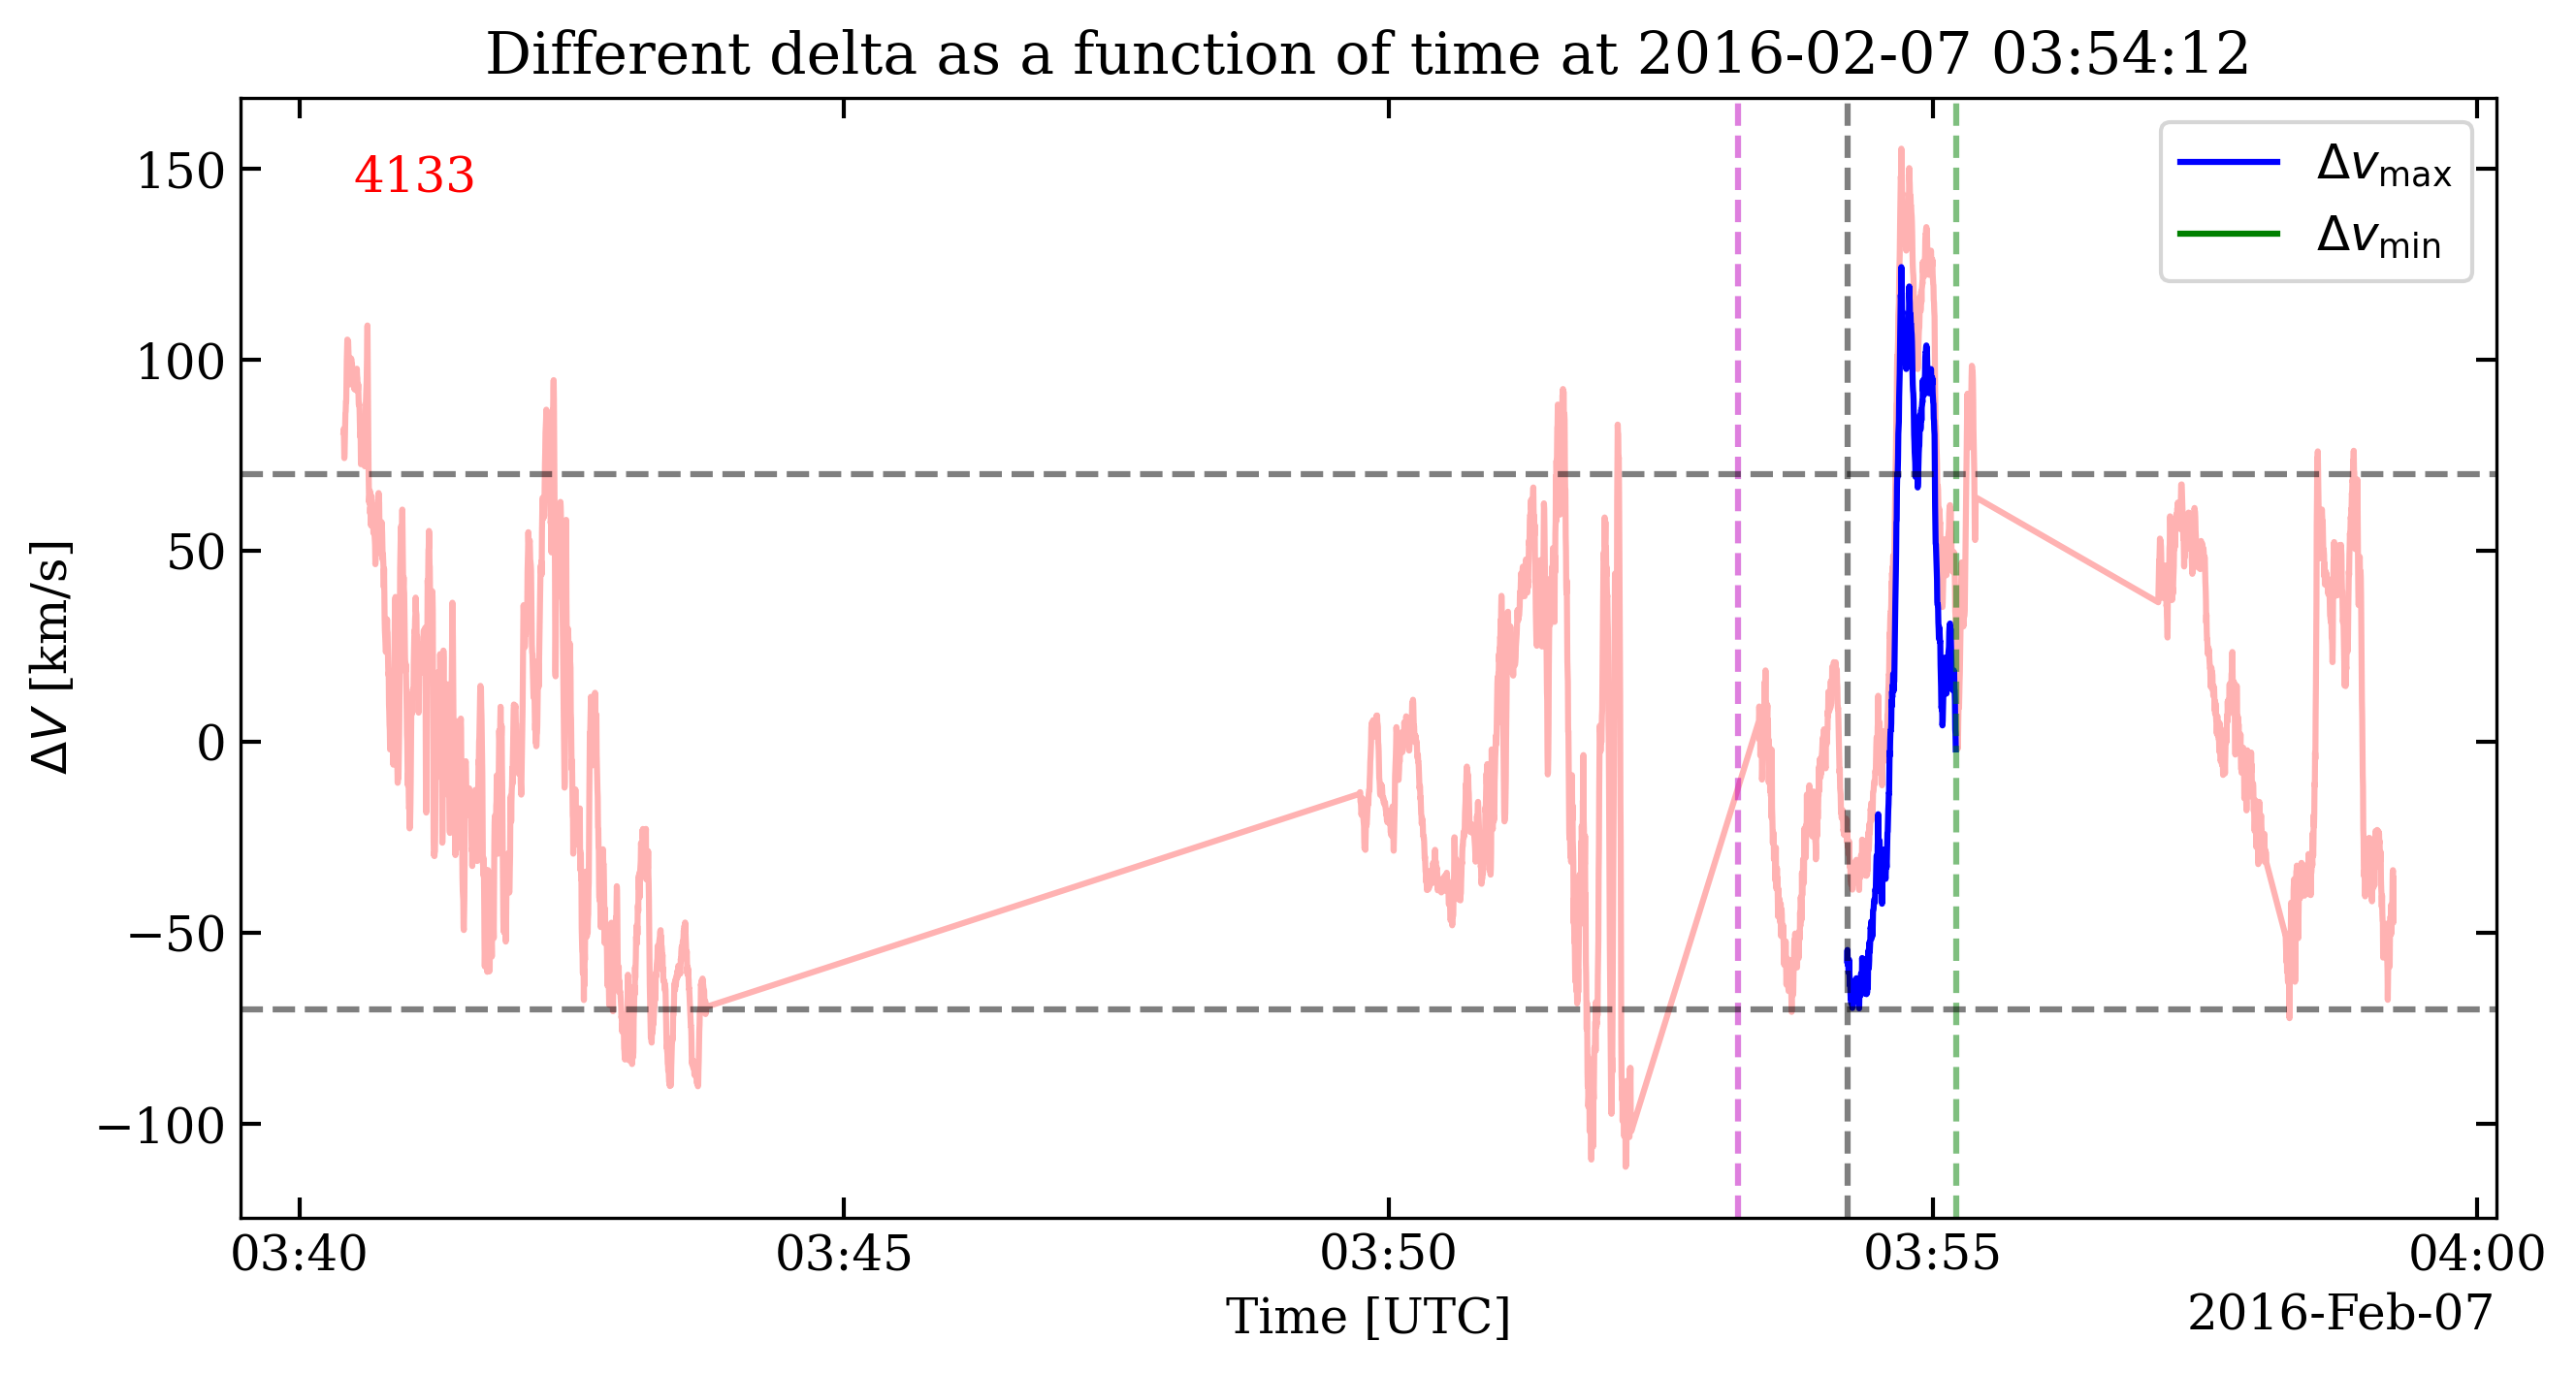 Different delta as a function of time at 2016-02-07 03:54:12
4133
Δv_max
Δv_min
150
100
50
0
−50
−100
ΔV [km/s]
03:40 03:45 03:50 03:55 04:00
Time [UTC]
2016-Feb-07